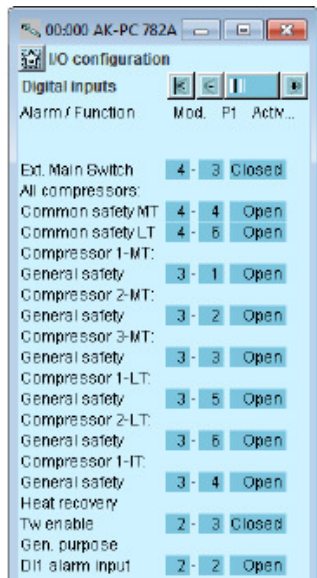 00:000 AK-PC 782A
I/O configuration
Digital inputs
Alarm / Function Mod. Pt Activ...
Ext. Main Switch 4 - 3 Closed
All compressors:
Common safety MT 4 - 4 Open
Common safety LT 4 - 6 Open
Compressor 1-MT:
General safety 3 - 1 Open
Compressor 2-MT:
General safety 3 - 2 Open
Compressor 3-MT:
General safety 3 - 3 Open
Compressor 1-LT:
General safety 3 - 5 Open
Compressor 2-LT:
General safety 3 - 6 Open
Compressor 1-IT:
General safety 3 - 4 Open
Heat recovery
Tw enable 2 - 3 Closed
Gen. purpose
DI1 alarm input 2 - 2 Open